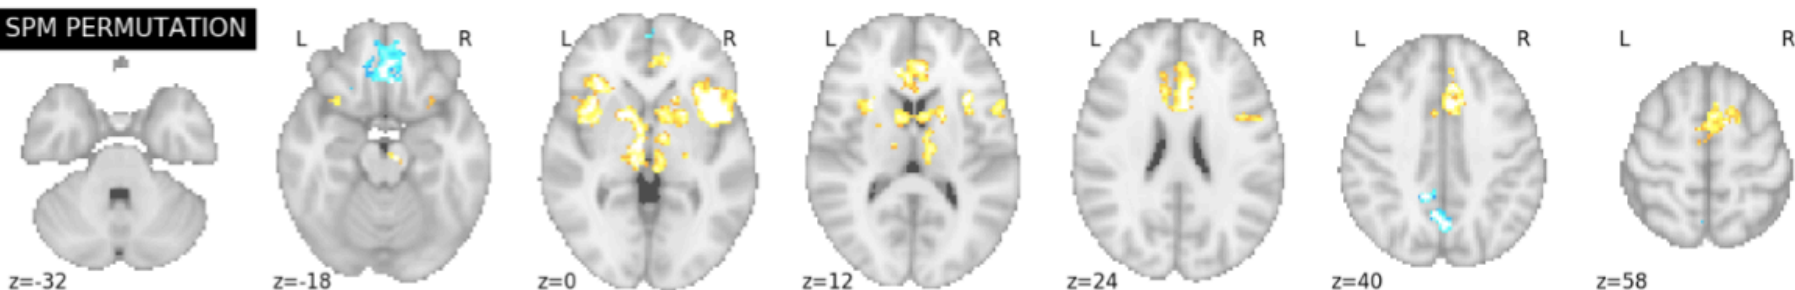 SPM PERMUTATION
L R
L R
L R
L R
L R
L R
z=-32
z=-18
z=0
z=12
z=24
z=40
z=58